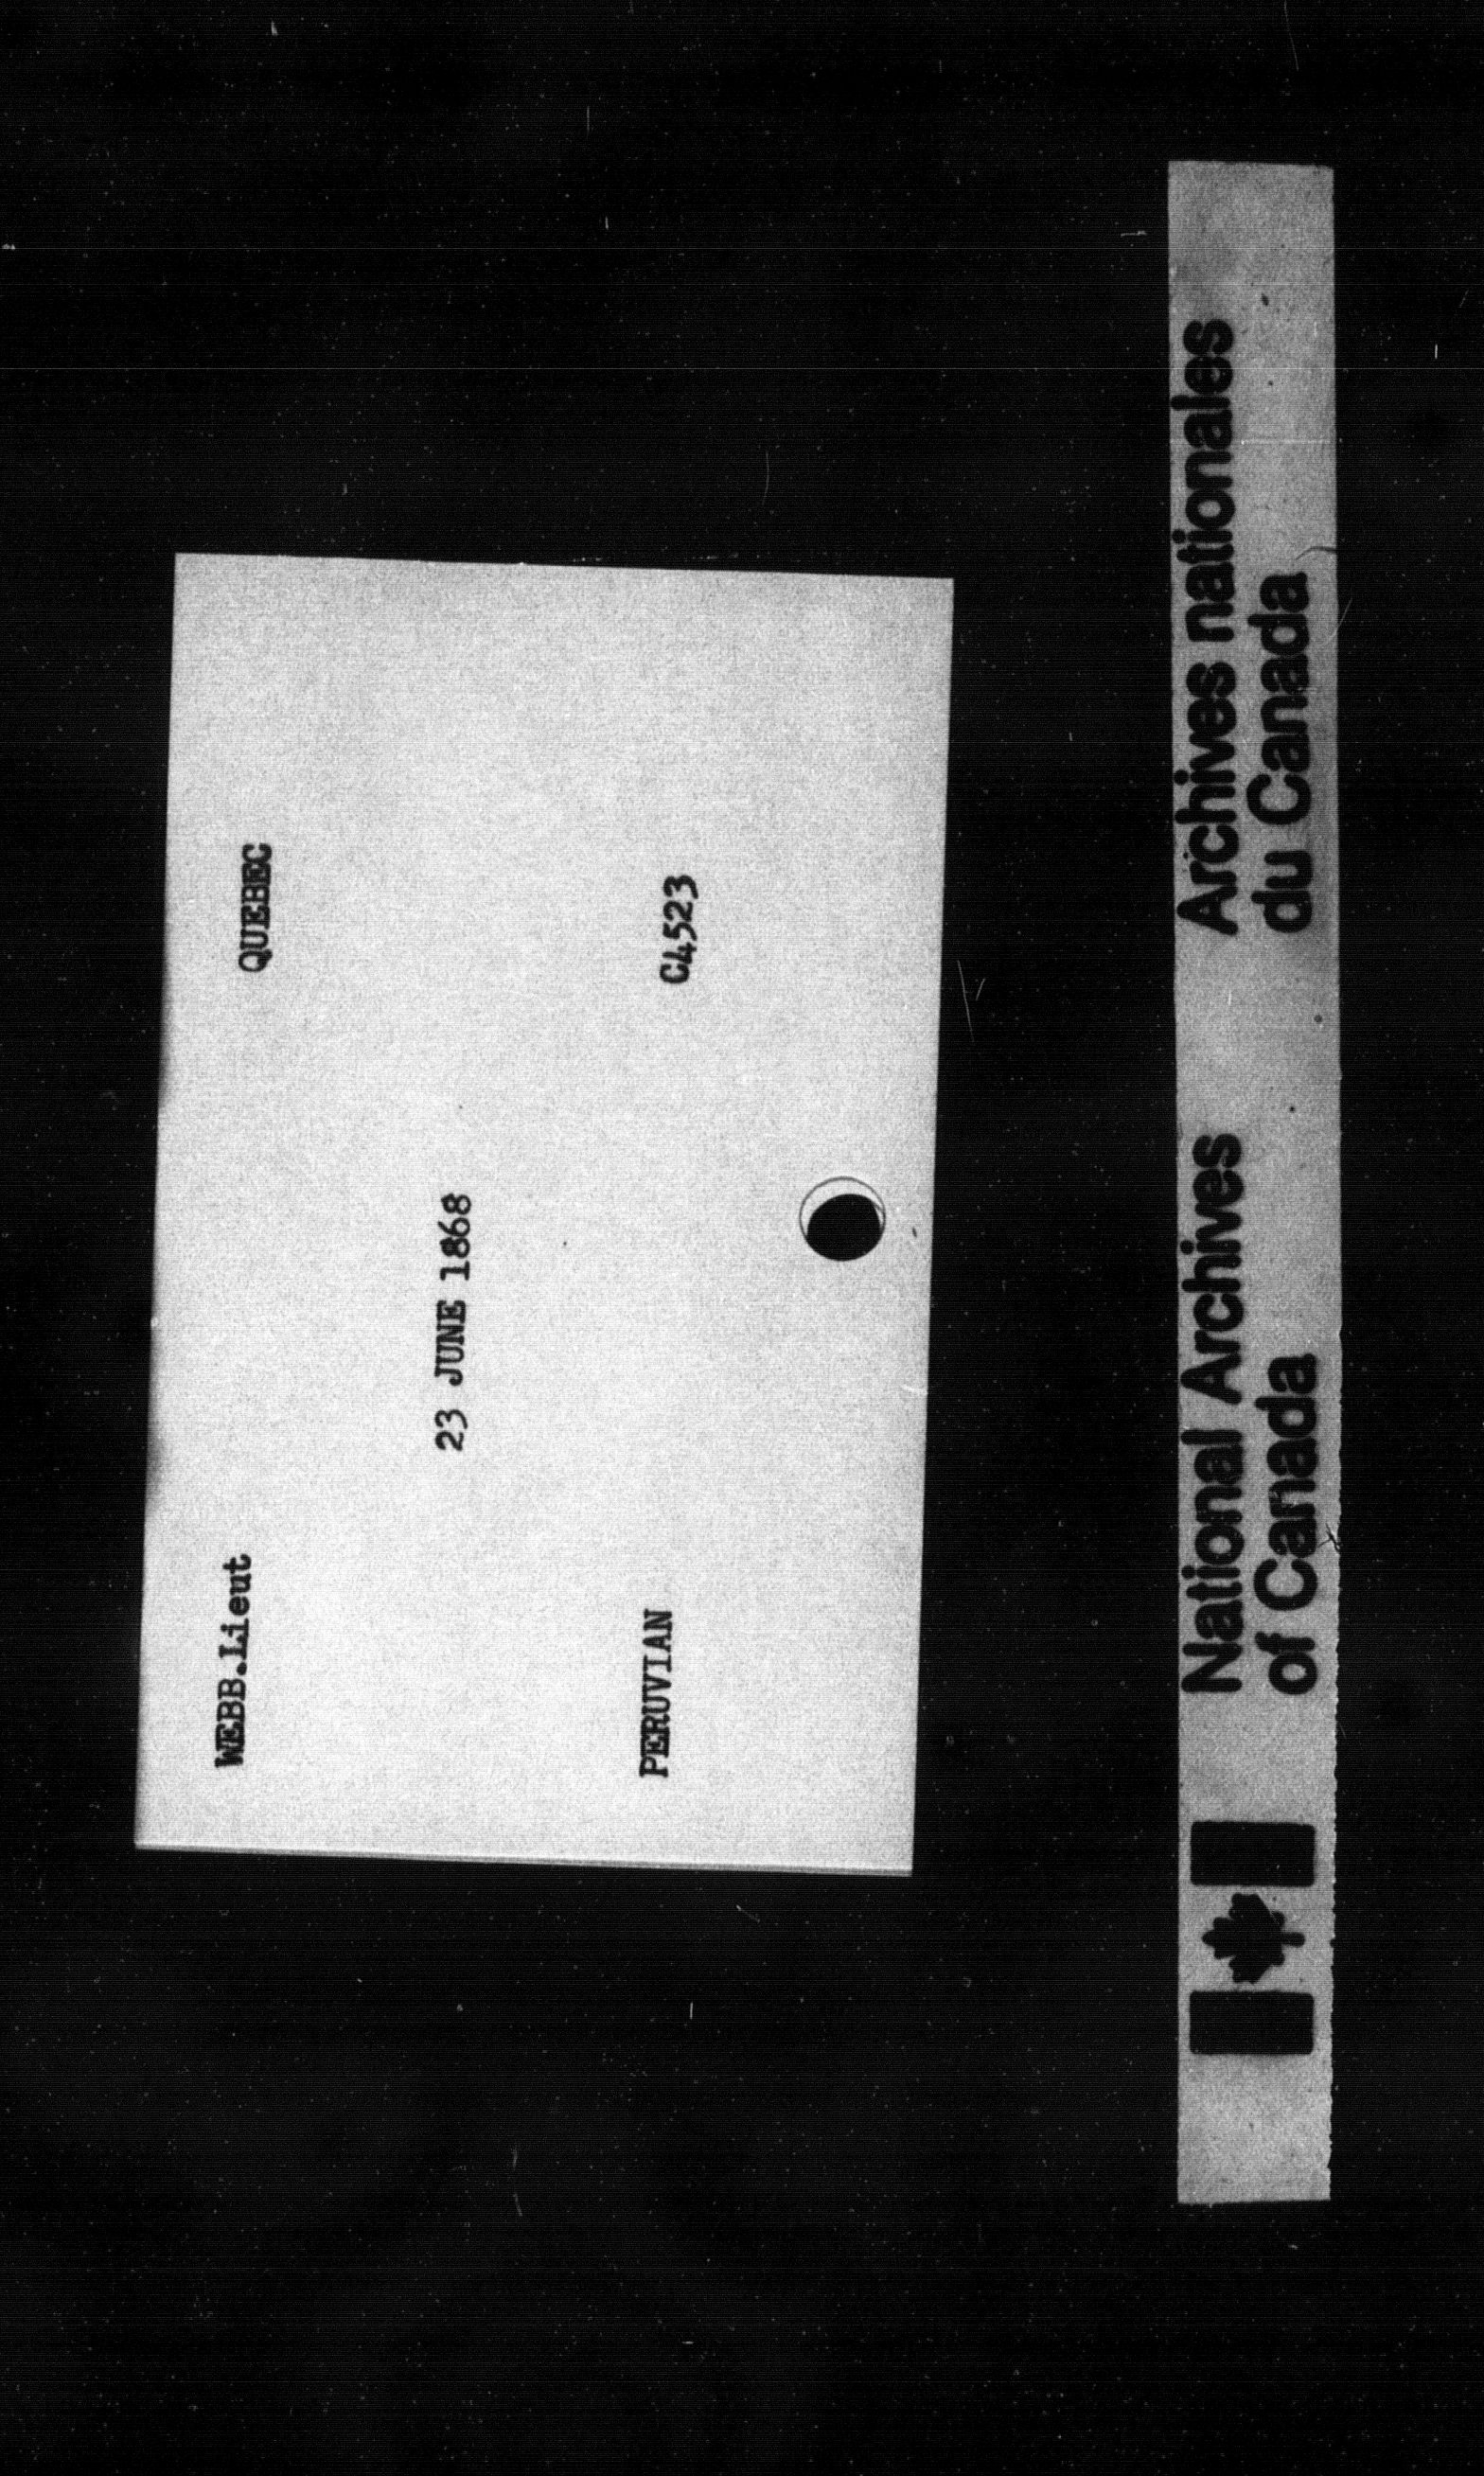 WEBB.Lieut QUEBEC
23 JUNE 1868
PERUVIAN C4523
National Archives Archives nationales
of Canada du Canada